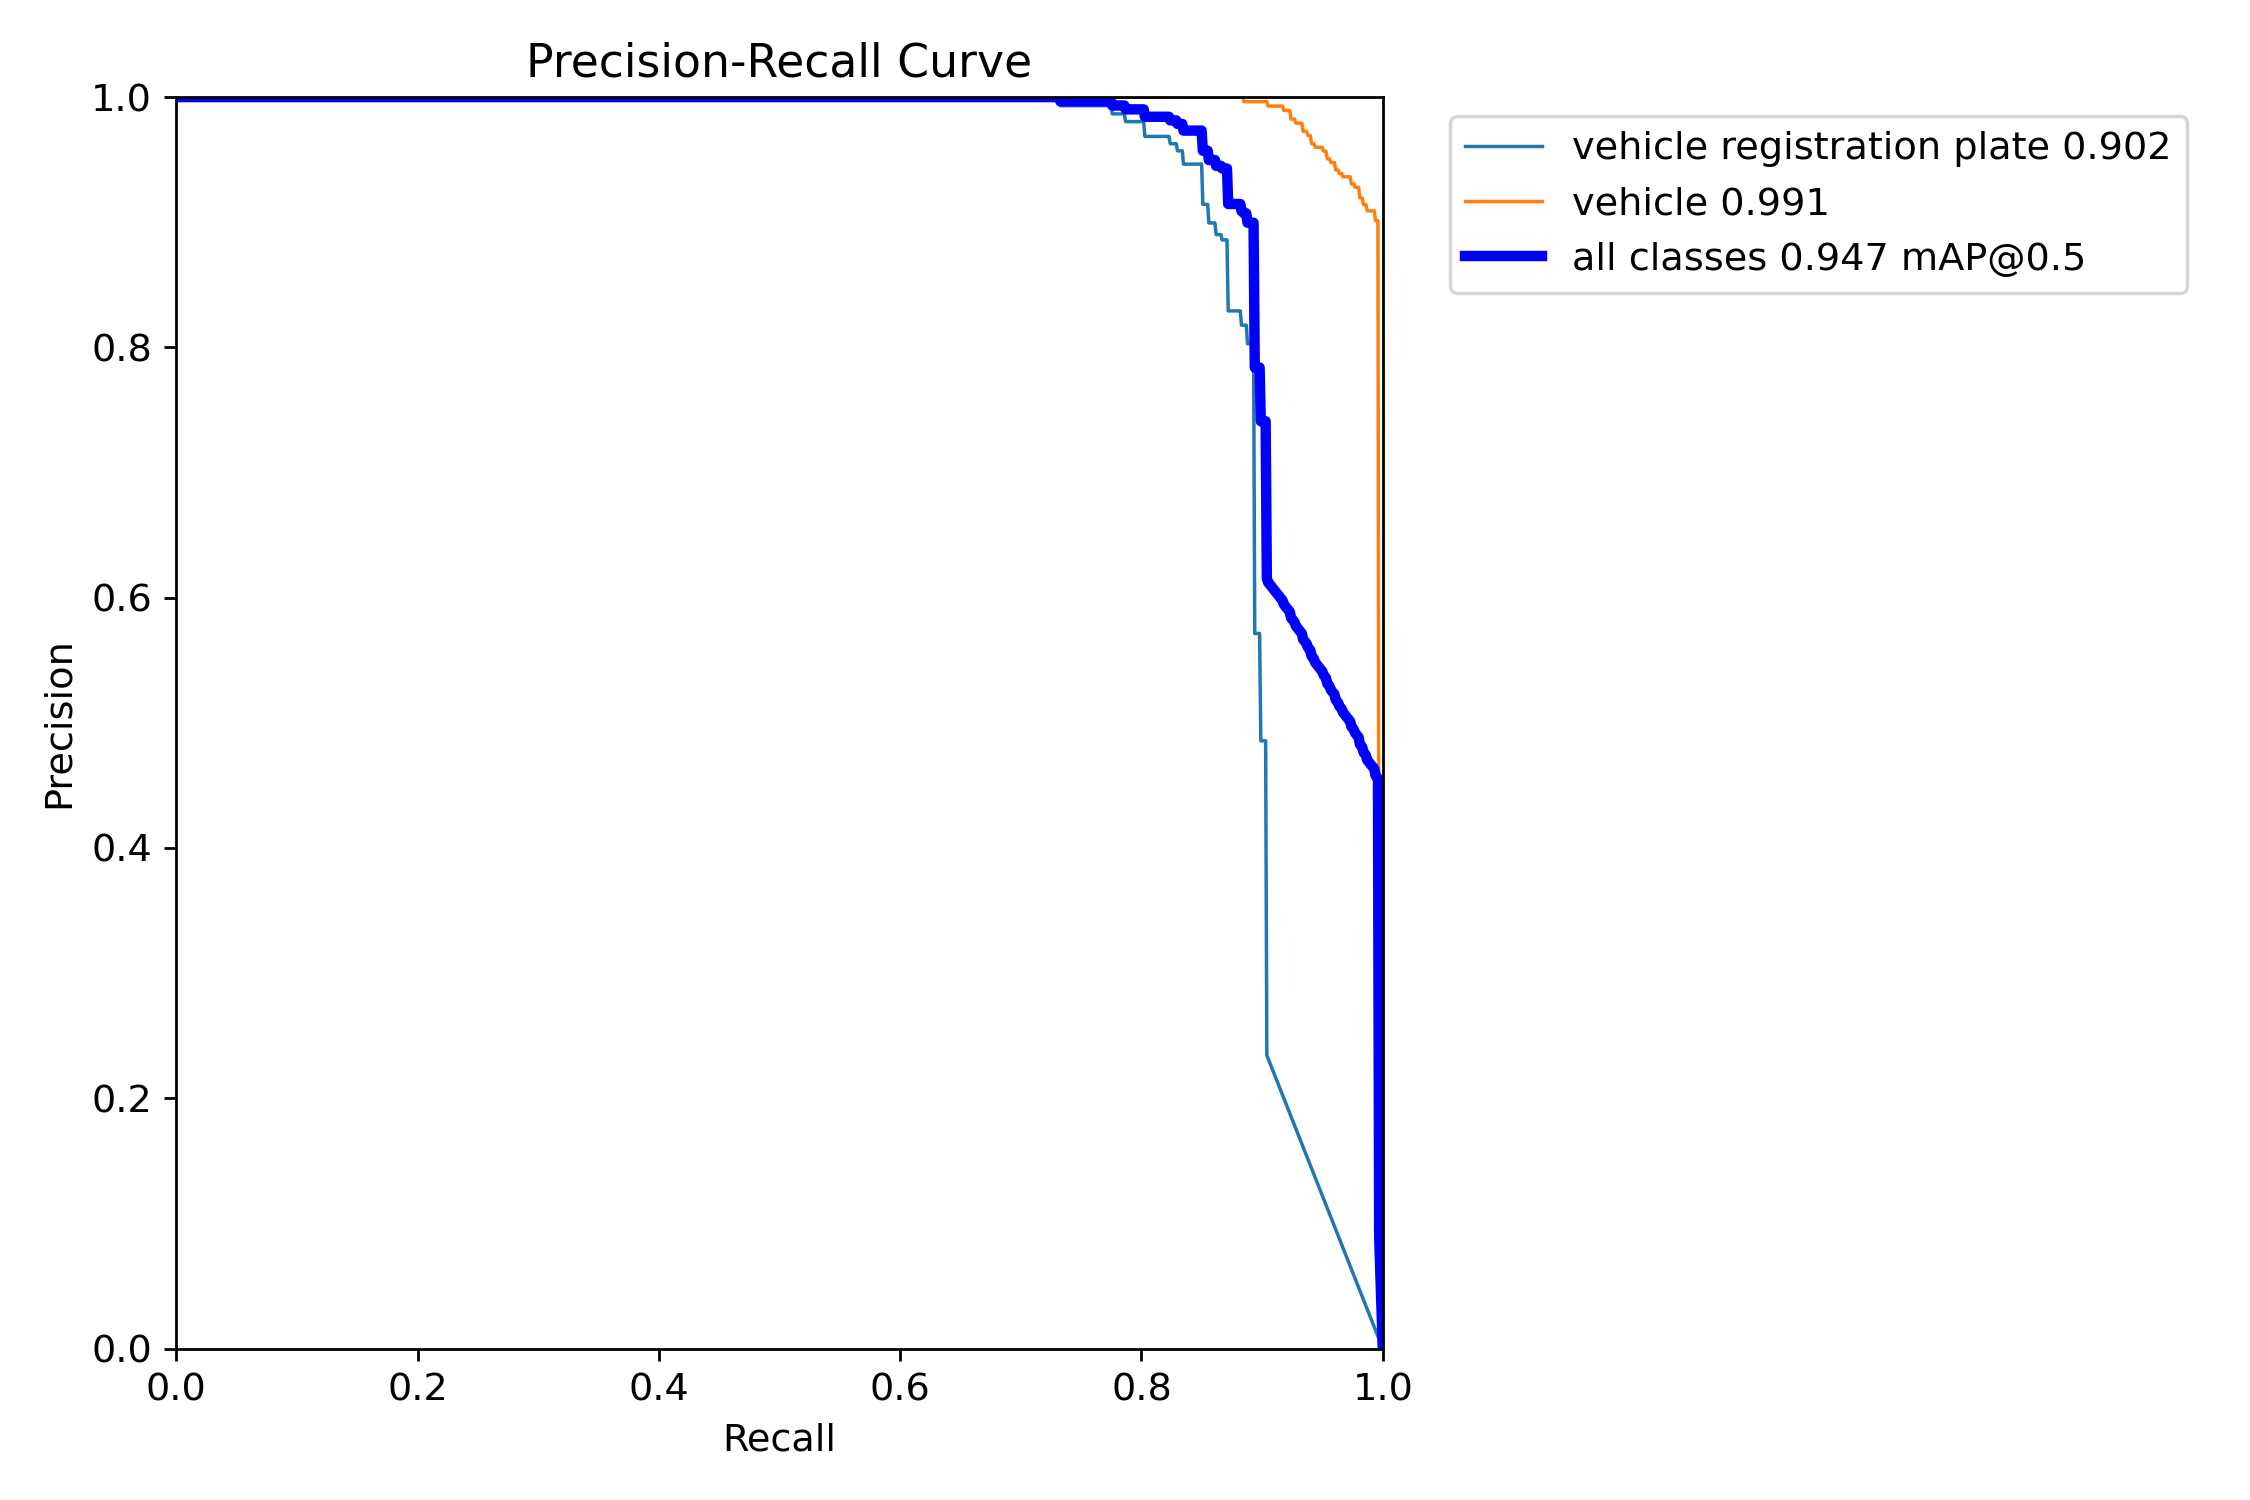 Precision-Recall Curve
vehicle registration plate 0.902
vehicle 0.991
all classes 0.947 mAP@0.5
1.0
0.8
0.6
0.4
0.2
0.0
Precision
0.0 0.2 0.4 0.6 0.8 1.0
Recall